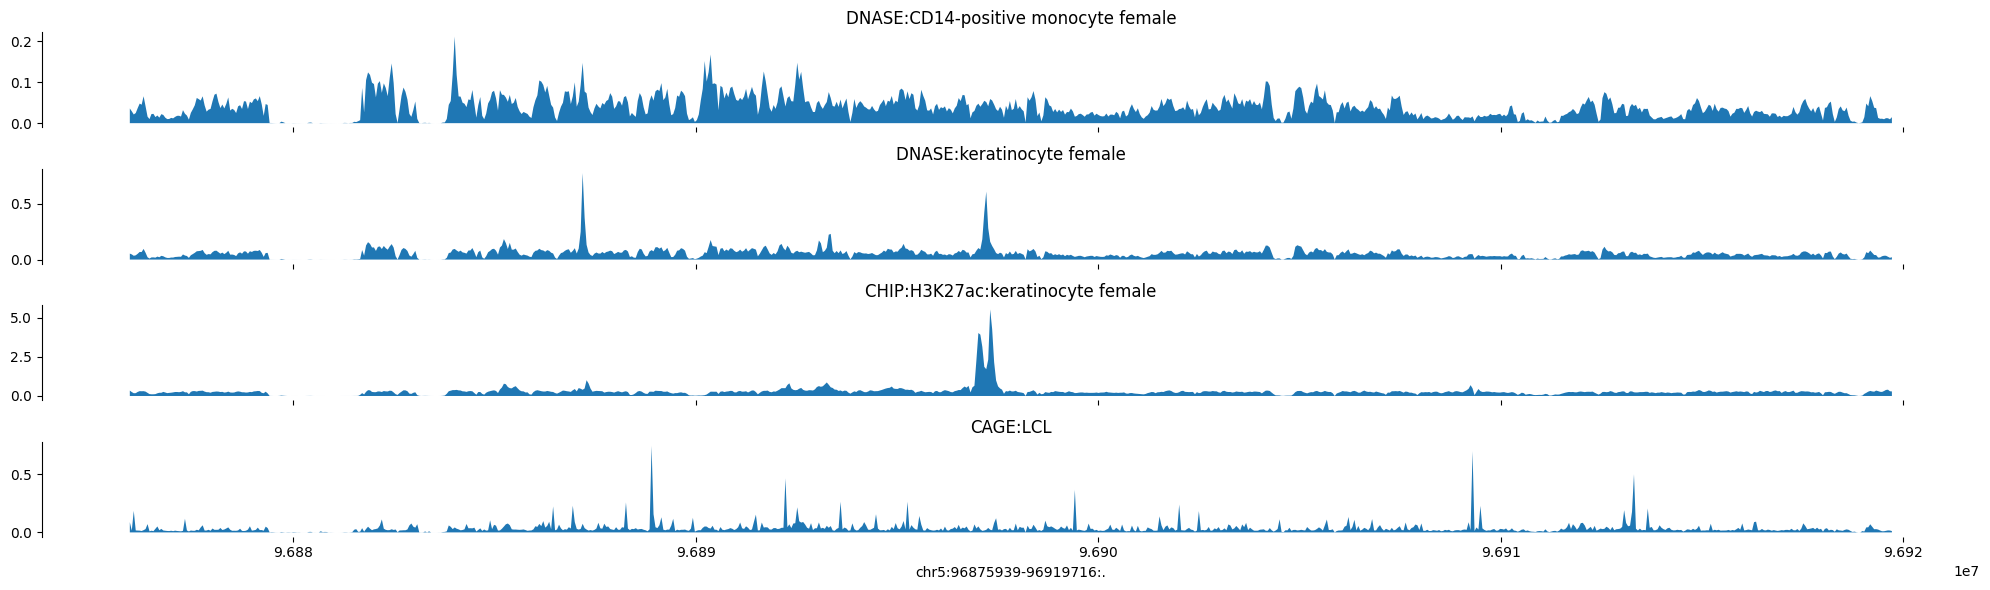 DNASE:CD14-positive monocyte female
0.2
0.1
0.0
DNASE:keratinocyte female
0.5
0.0
CHIP:H3K27ac:keratinocyte female
5.0
2.5
0.0
CAGE:LCL
0.5
0.0
9.688 9.689 9.690 9.691 9.692
chr5:96875939-96919716:. 1e7